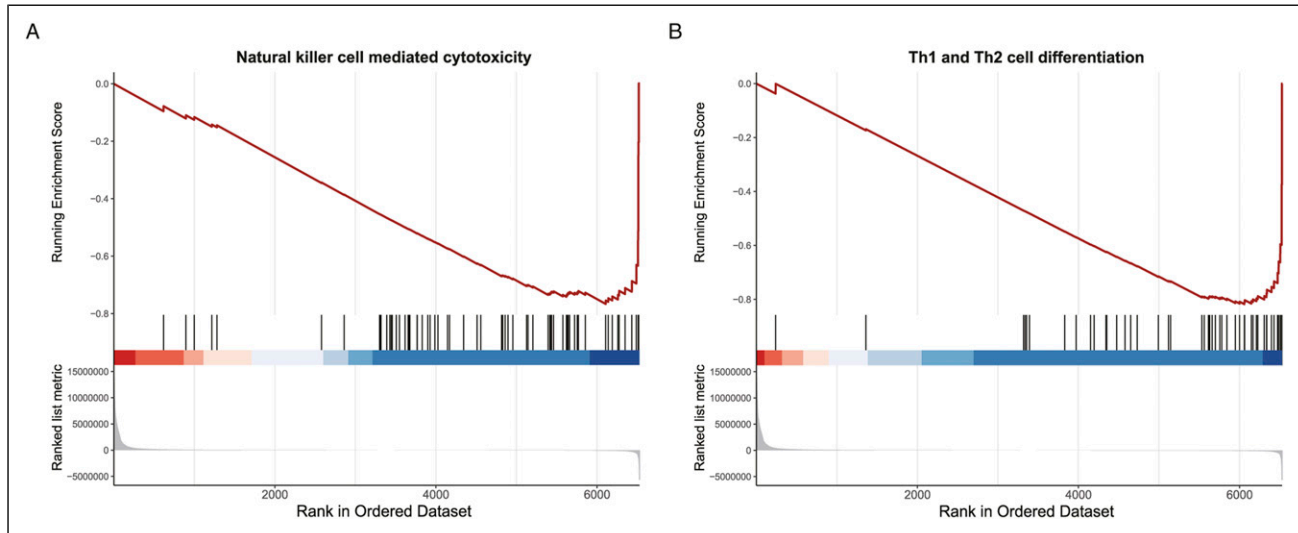 A
Natural killer cell mediated cytotoxicity
Running Enrichment Score
0.0
−0.2
−0.4
−0.6
−0.8
Ranked list metric
15000000
10000000
5000000
0
−5000000
2000 4000 6000
Rank in Ordered Dataset
B
Th1 and Th2 cell differentiation
Running Enrichment Score
0.0
−0.2
−0.4
−0.6
−0.8
Ranked list metric
15000000
10000000
5000000
0
−5000000
2000 4000 6000
Rank in Ordered Dataset